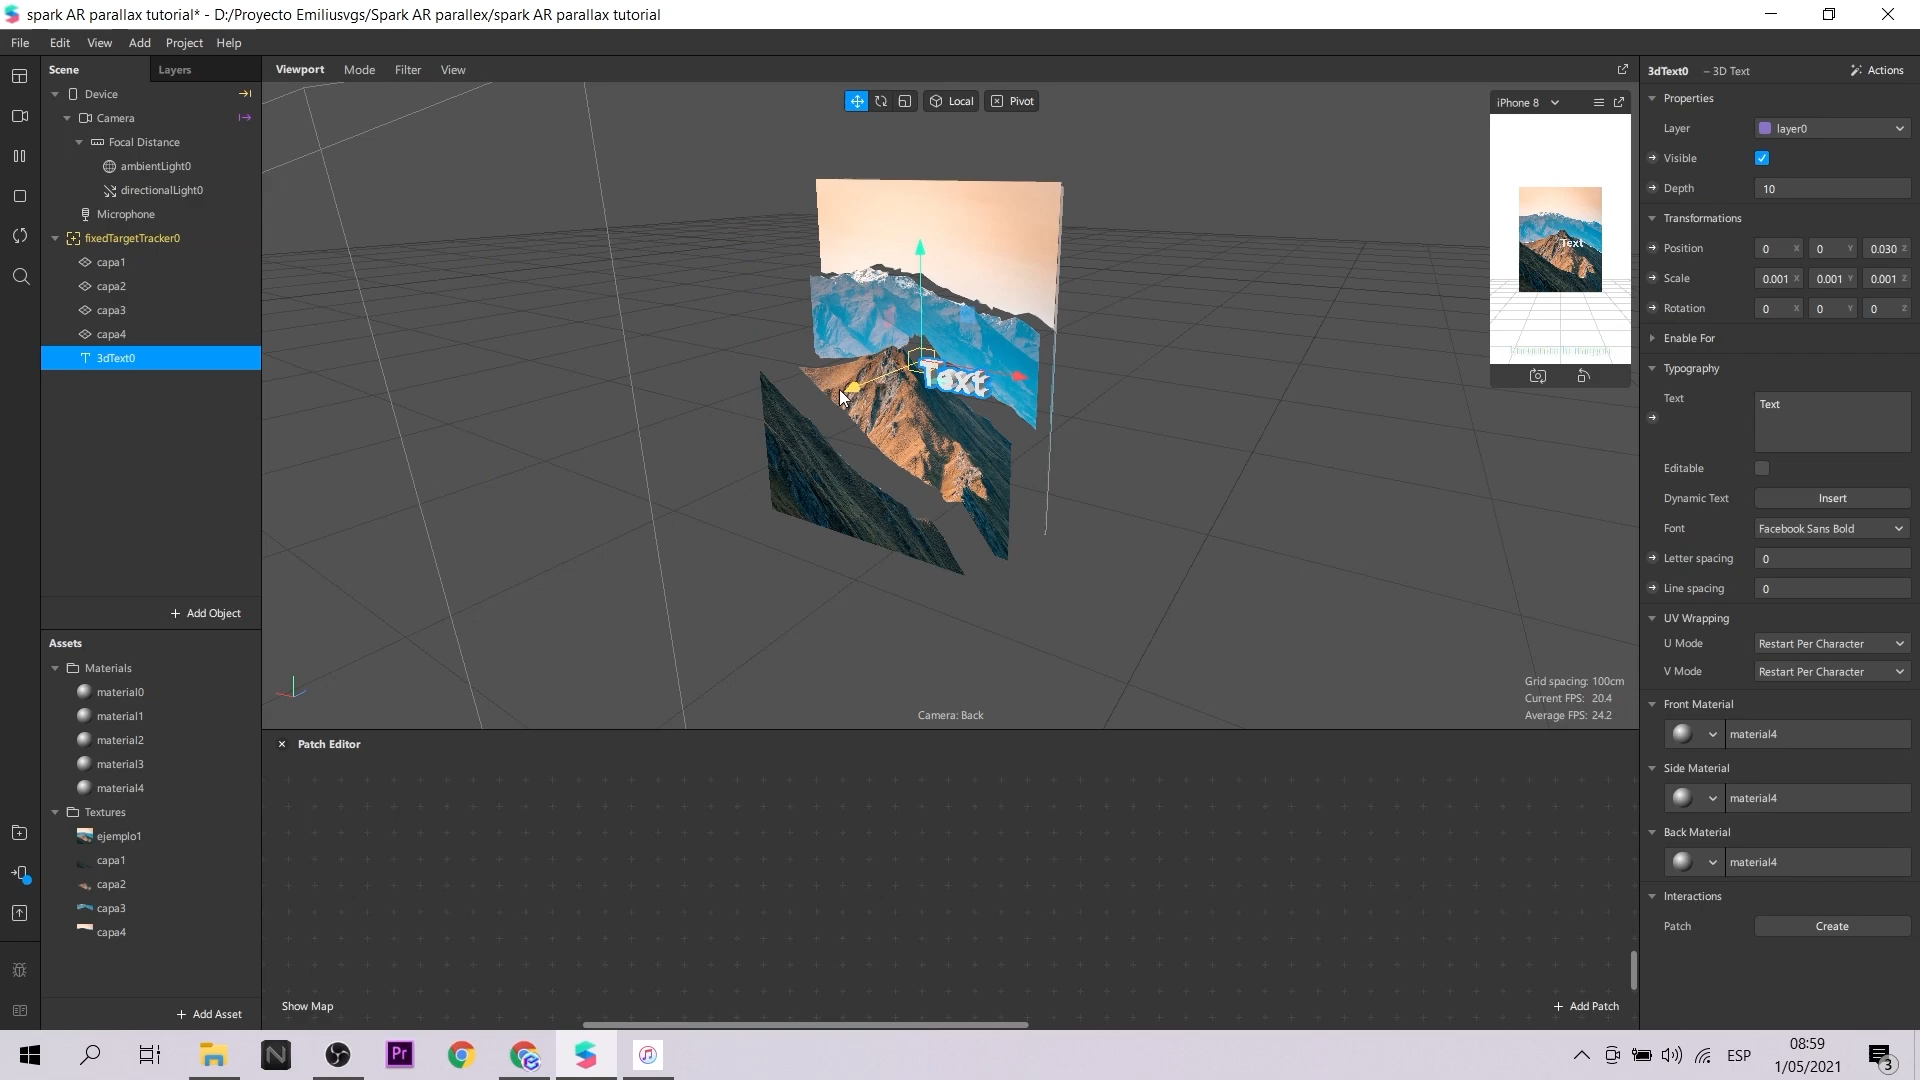 spark AR parallax tutorial* - D:/Proyecto Emiliusvgs/Spark AR parallex/spark AR parallax tutorial
File Edit View Add Project Help
Scene Layers
Device
Camera
Focal Distance
ambientLight0
directionalLight0
Microphone
fixedTargetTracker0
capa1
capa2
capa3
capa4
3dText0
+ Add Object
Assets
Materials
material0
material1
material2
material3
material4
Textures
ejemplo1
capa1
capa2
capa3
capa4
+ Add Asset
Viewport Mode Filter View
Local Pivot
Text
iPhone 8
Text
Grid spacing: 100cm
Current FPS: 20.4
Average FPS: 24.2
Camera: Back
Patch Editor
Show Map
+ Add Patch
3dText0 – 3D Text Actions
Properties
Layer layer0
Visible
Depth 10
Transformations
Position 0 X 0 Y 0.030 Z
Scale 0.001 X 0.001 Y 0.001 Z
Rotation 0 X 0 Y 0 Z
Enable For
Typography
Text Text
Editable
Dynamic Text Insert
Font Facebook Sans Bold
Letter spacing 0
Line spacing 0
UV Wrapping
U Mode Restart Per Character
V Mode Restart Per Character
Front Material
material4
Side Material
material4
Back Material
material4
Interactions
Patch Create
N Pr ESP
08:59
1/05/2021
3